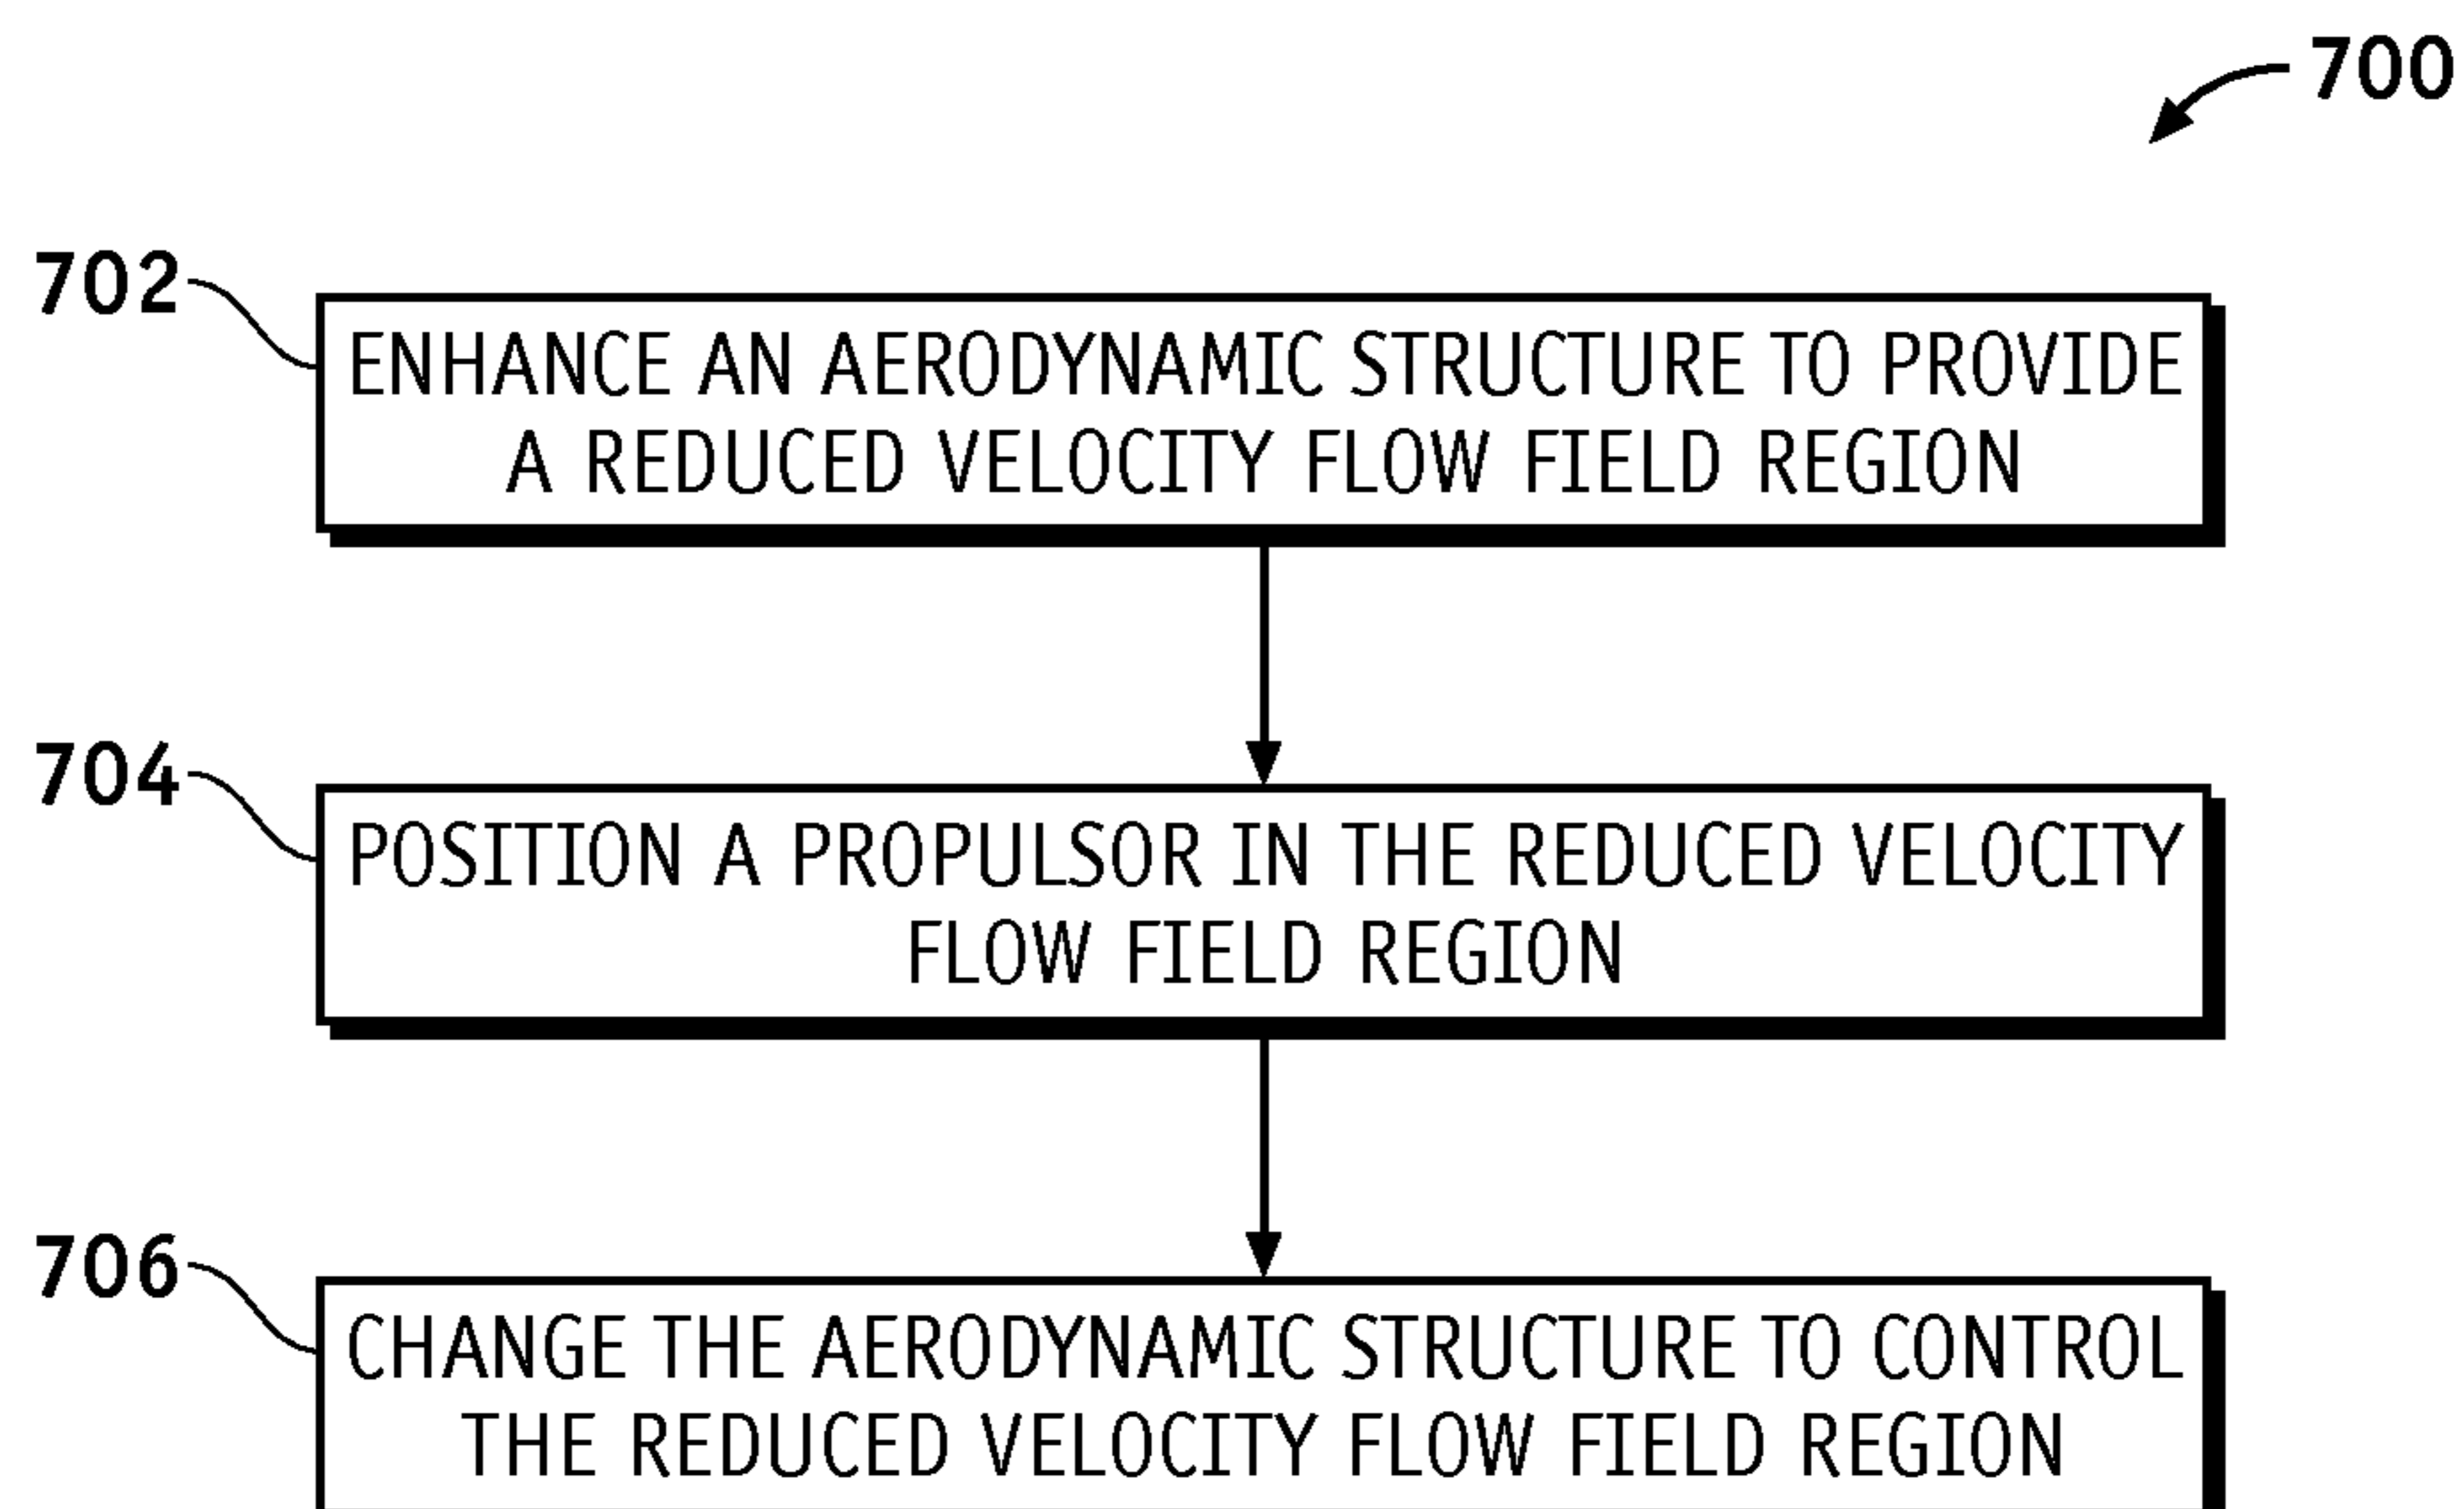 700
702
ENHANCE AN AERODYNAMIC STRUCTURE TO PROVIDE
A REDUCED VELOCITY FLOW FIELD REGION
704
POSITION A PROPULSOR IN THE REDUCED VELOCITY
FLOW FIELD REGION
706
CHANGE THE AERODYNAMIC STRUCTURE TO CONTROL
THE REDUCED VELOCITY FLOW FIELD REGION